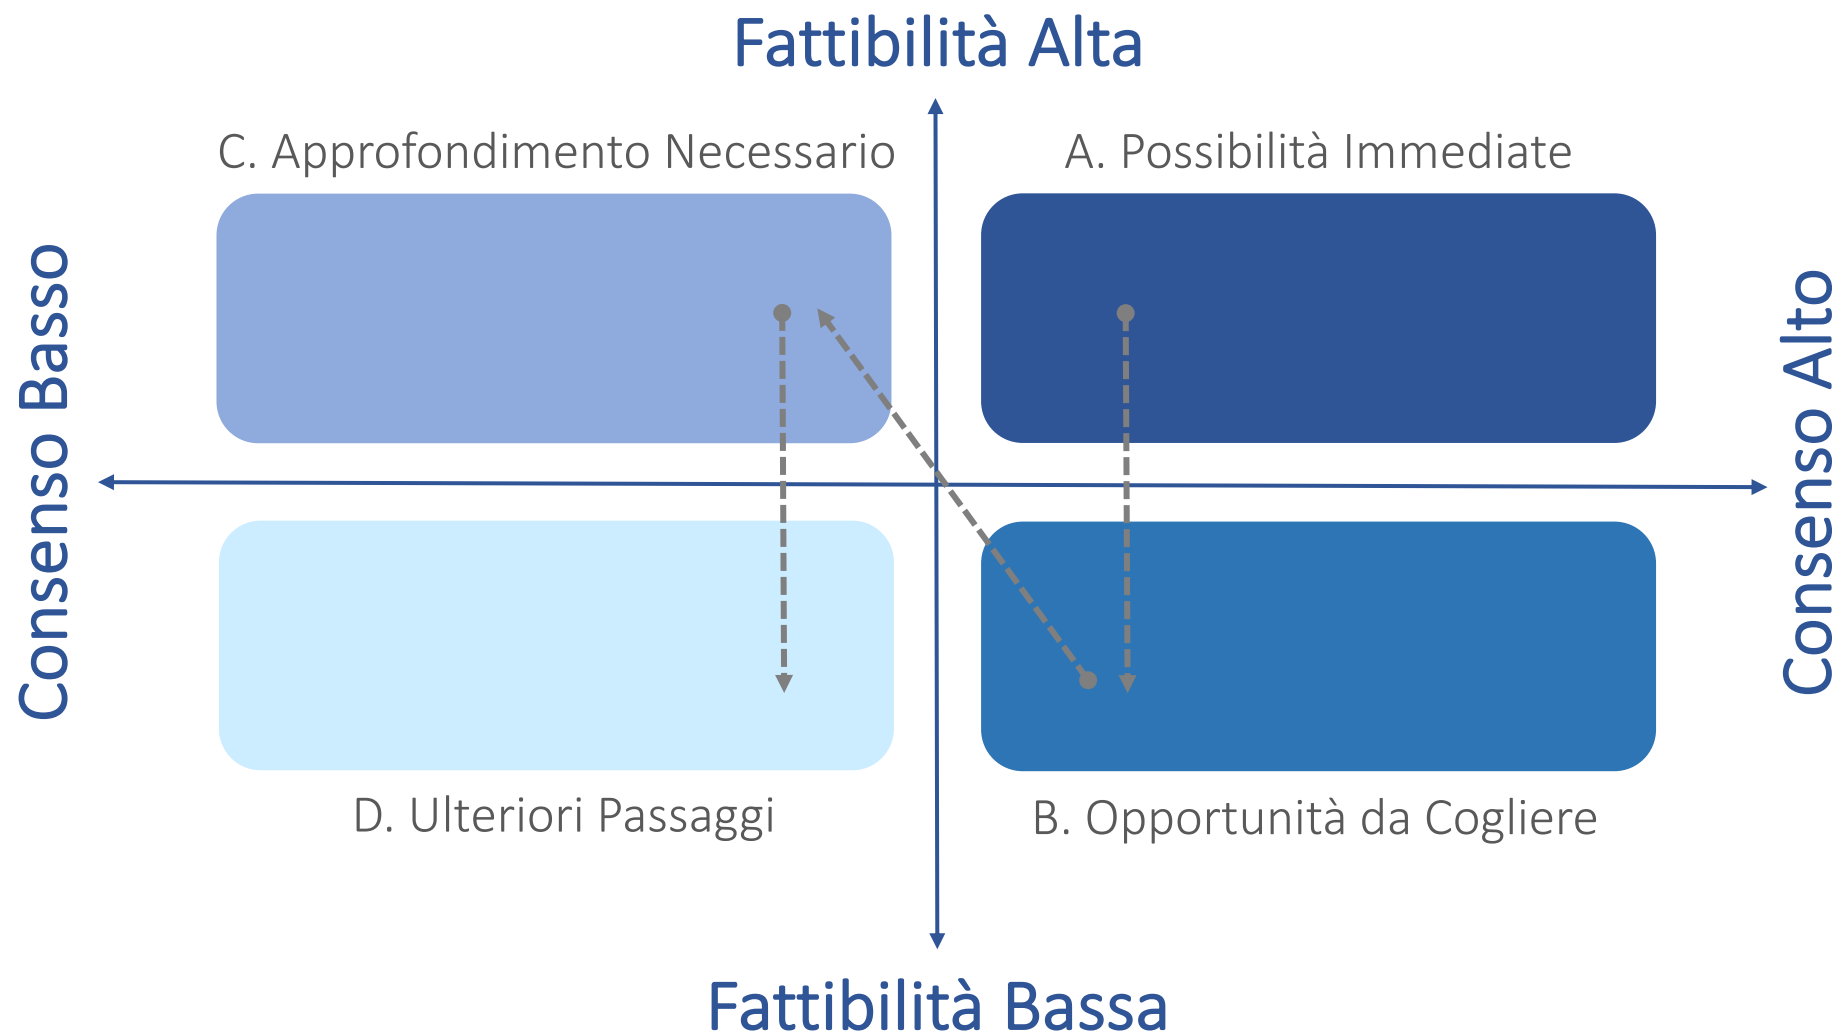 Fattibilità Alta
C. Approfondimento Necessario
A. Possibilità Immediate
Consenso Basso
Consenso Alto
D. Ulteriori Passaggi
B. Opportunità da Cogliere
Fattibilità Bassa